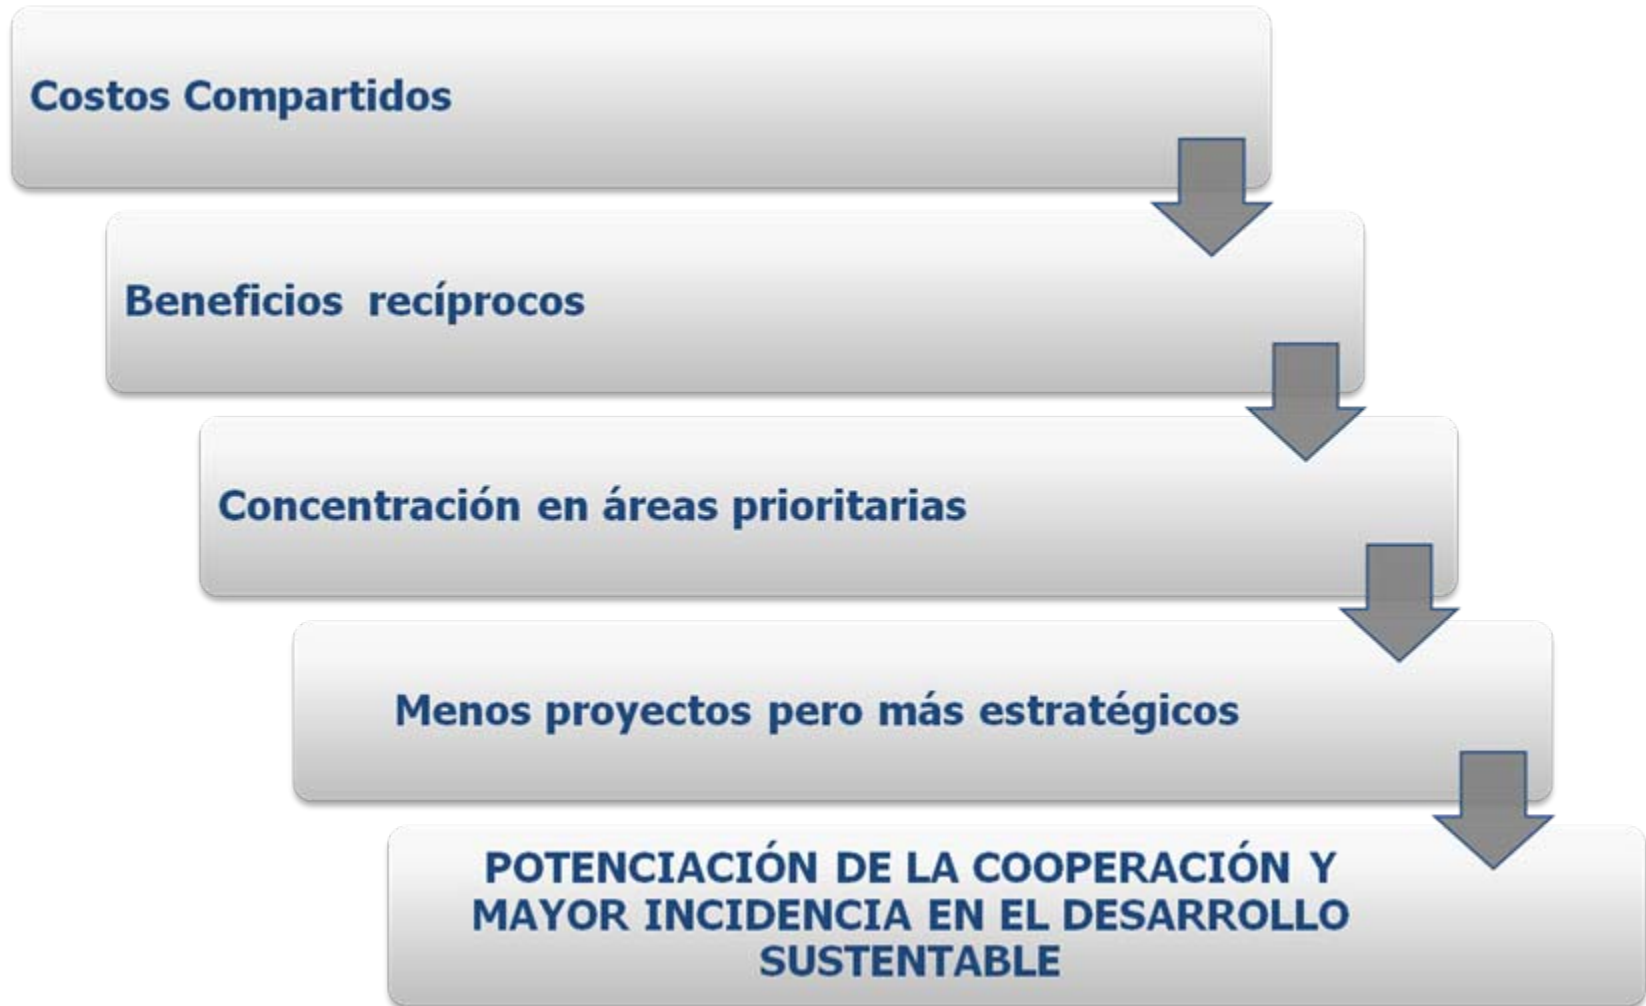 Costos Compartidos
Beneficios recíprocos
Concentración en áreas prioritarias
Menos proyectos pero más estratégicos
POTENCIACIÓN DE LA COOPERACIÓN Y
MAYOR INCIDENCIA EN EL DESARROLLO
SUSTENTABLE